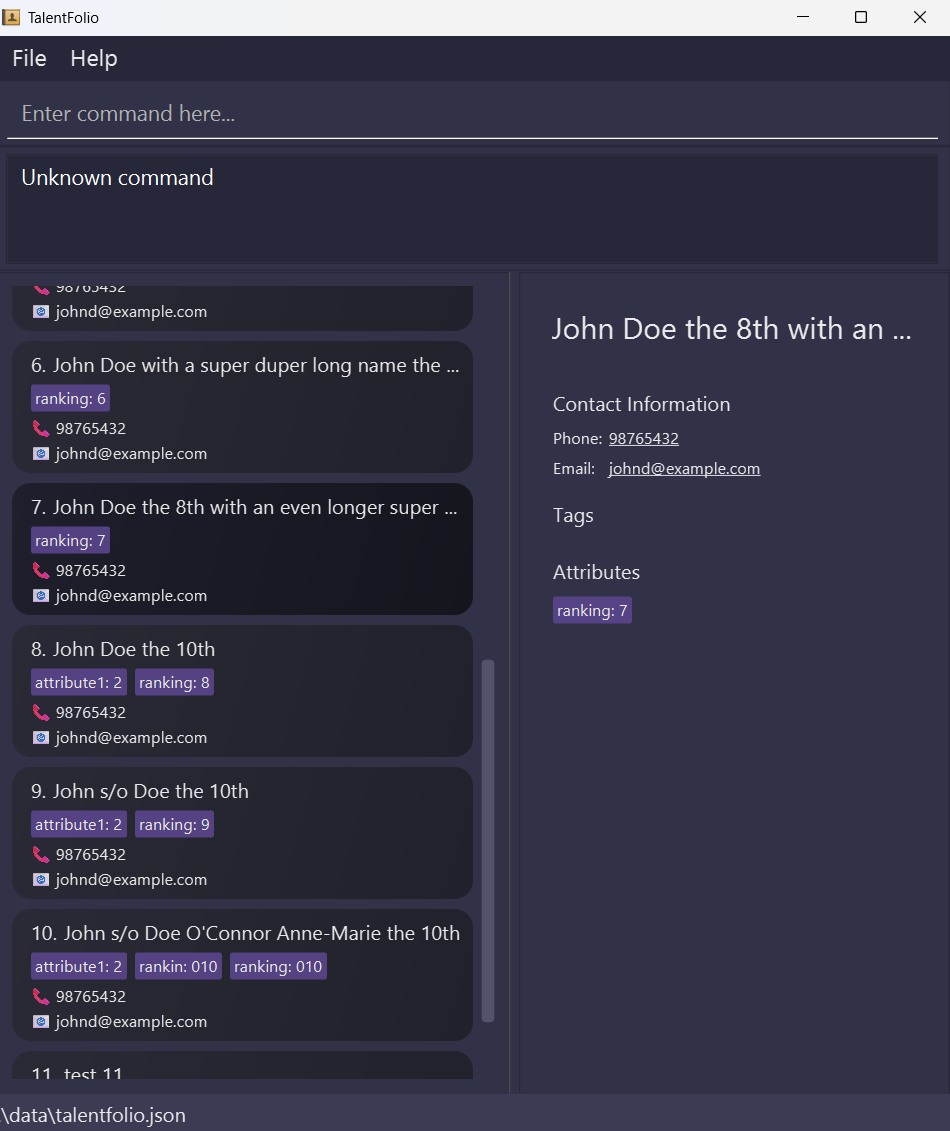 TalentFolio
File Help
Enter command here...
Unknown command
98765432
johnd@example.com
6. John Doe with a super duper long name the ...
ranking: 6
98765432
johnd@example.com
7. John Doe the 8th with an even longer super ...
ranking: 7
98765432
johnd@example.com
8. John Doe the 10th
attribute1: 2 ranking: 8
98765432
johnd@example.com
9. John s/o Doe the 10th
attribute1: 2 ranking: 9
98765432
johnd@example.com
10. John s/o Doe O'Connor Anne-Marie the 10th
attribute1: 2 rankin: 010 ranking: 010
98765432
johnd@example.com
11. test 11
John Doe the 8th with an ...
Contact Information
Phone: 98765432
Email: johnd@example.com
Tags
Attributes
ranking: 7
\data\talentfolio.json